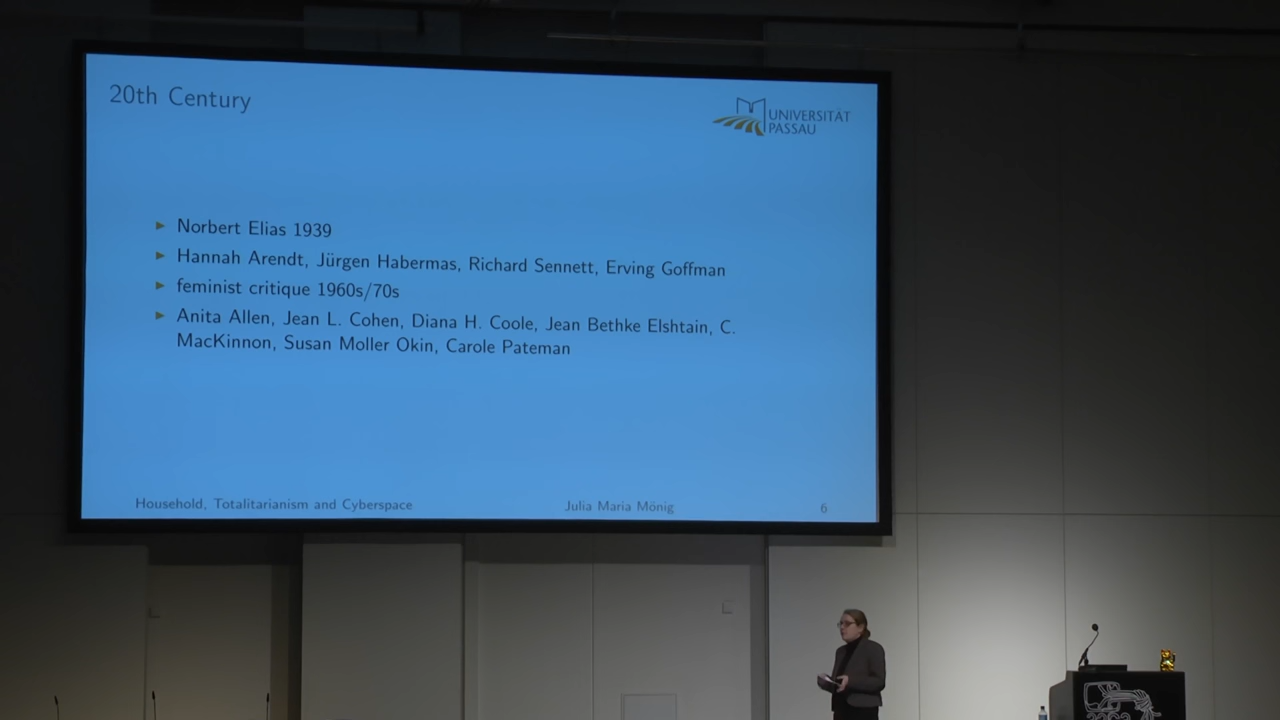 20th Century
UNIVERSITÄT
PASSAU
Norbert Elias 1939
Hannah Arendt, Jürgen Habermas, Richard Sennett, Erving Goffman
feminist critique 1960s/70s
Anita Allen, Jean L. Cohen, Diana H. Coole, Jean Bethke Elshtain, C.
MacKinnon, Susan Moller Okin, Carole Pateman
Household, Totalitarianism and Cyberspace
Julia Maria Mönig
6